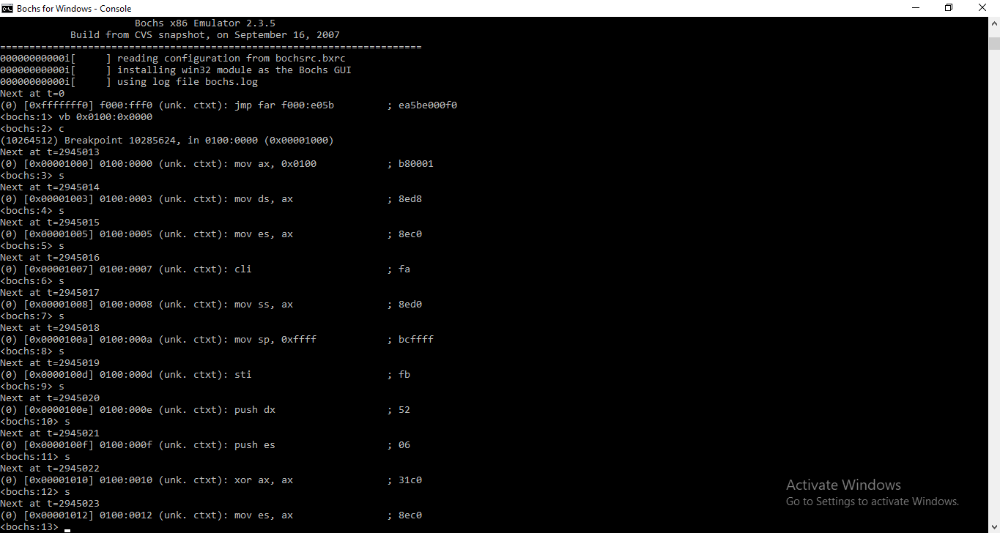 Bochs for Windows - Console
Bochs x86 Emulator 2.3.5
Build from CVS snapshot, on September 16, 2007
========================================================================
00000000000i[     ] reading configuration from bochsrc.bxrc
00000000000i[     ] installing win32 module as the Bochs GUI
00000000000i[     ] using log file bochs.log
Next at t=0
(0) [0xfffffff0] f000:fff0 (unk. ctxt): jmp far f000:e05b         ; ea5be000f0
<bochs:1> vb 0x0100:0x0000
<bochs:2> c
(10264512) Breakpoint 10285624, in 0100:0000 (0x00001000)
Next at t=2945013
(0) [0x00001000] 0100:0000 (unk. ctxt): mov ax, 0x0100            ; b80001
<bochs:3> s
Next at t=2945014
(0) [0x00001003] 0100:0003 (unk. ctxt): mov ds, ax                ; 8ed8
<bochs:4> s
Next at t=2945015
(0) [0x00001005] 0100:0005 (unk. ctxt): mov es, ax                ; 8ec0
<bochs:5> s
Next at t=2945016
(0) [0x00001007] 0100:0007 (unk. ctxt): cli                       ; fa
<bochs:6> s
Next at t=2945017
(0) [0x00001008] 0100:0008 (unk. ctxt): mov ss, ax                ; 8ed0
<bochs:7> s
Next at t=2945018
(0) [0x0000100a] 0100:000a (unk. ctxt): mov sp, 0xffff            ; bcffff
<bochs:8> s
Next at t=2945019
(0) [0x0000100d] 0100:000d (unk. ctxt): sti                       ; fb
<bochs:9> s
Next at t=2945020
(0) [0x0000100e] 0100:000e (unk. ctxt): push dx                   ; 52
<bochs:10> s
Next at t=2945021
(0) [0x0000100f] 0100:000f (unk. ctxt): push es                   ; 06
<bochs:11> s
Next at t=2945022
(0) [0x00001010] 0100:0010 (unk. ctxt): xor ax, ax                ; 31c0
<bochs:12> s
Next at t=2945023
(0) [0x00001012] 0100:0012 (unk. ctxt): mov es, ax                ; 8ec0
<bochs:13>
Activate Windows
Go to Settings to activate Windows.